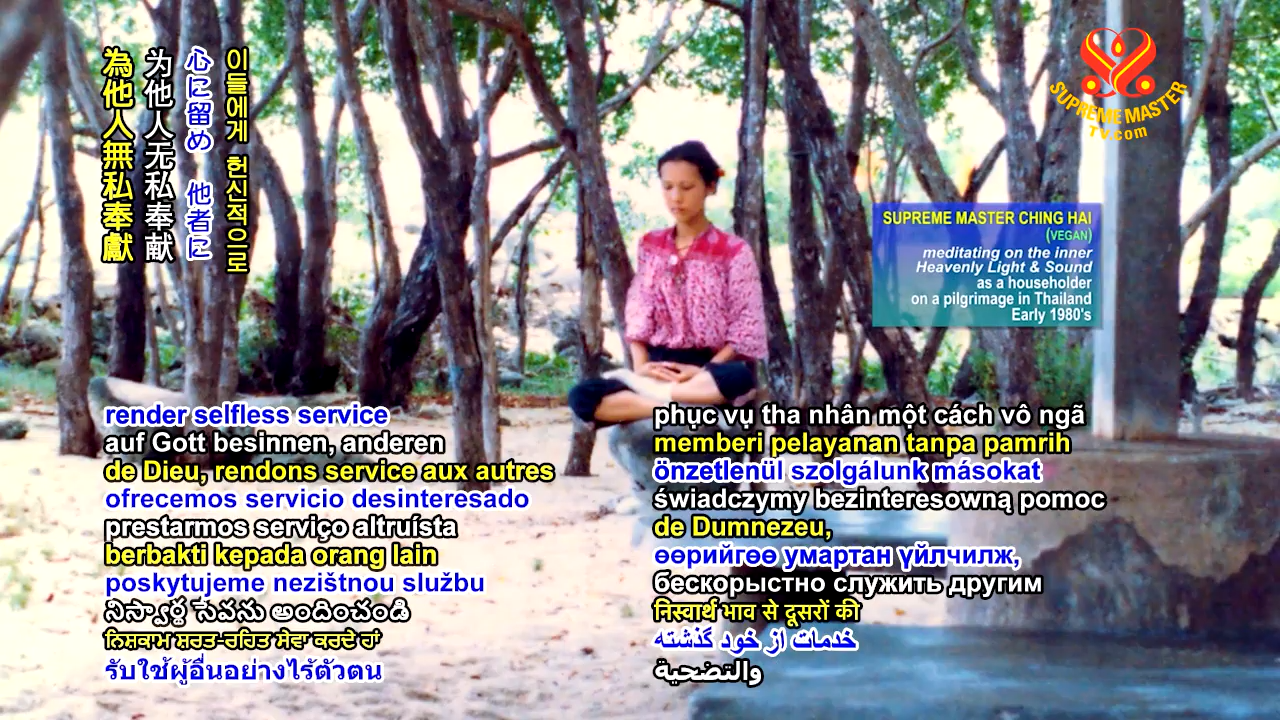 為他人無私奉獻
为他人无私奉献
心に留め 他者に
이들에게 헌신적으로
SUPREME MASTER
TV.com
SUPREME MASTER CHING HAI
(VEGAN)
meditating on the inner
Heavenly Light & Sound
as a householder
on a pilgrimage in Thailand
Early 1980's
render selfless service
auf Gott besinnen, anderen
de Dieu, rendons service aux autres
ofrecemos servicio desinteresado
prestarmos serviço altruísta
berbakti kepada orang lain
poskytujeme nezištnou službu
నిస్వార్థ సేవను అందించండి
ਨਿਸ਼ਕਾਮ ਸ਼ਰਤ-ਰਹਿਤ ਸੇਵਾ ਕਰਦੇ ਹਾਂ
รับใช้ผู้อื่นอย่างไร้ตัวตน
phục vụ tha nhân một cách vô ngã
memberi pelayanan tanpa pamrih
önzetlenül szolgálunk másokat
świadczymy bezinteresowną pomoc
de Dumnezeu,
өөрийгөө умартан үйлчилж,
бескорыстно служить другим
निस्वार्थ भाव से दूसरों की
خدمات از خود گذشته
والتضحية